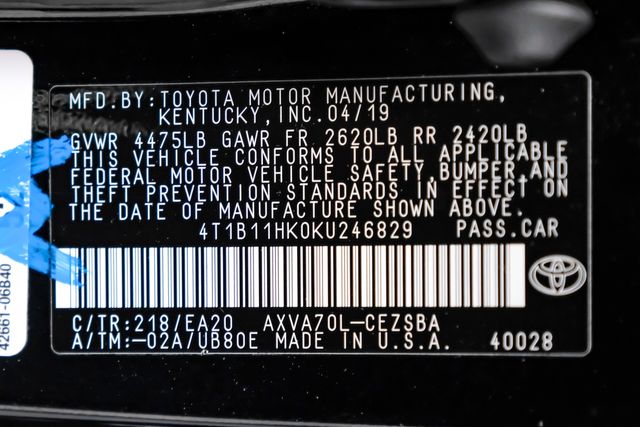 MFD.BY:TOYOTA MOTOR MANUFACTURING,
KENTUCKY, INC. 04/19
GVWR 4475LB GAWR FR 2620LB RR 2420LB
THIS VEHICLE CONFORMS TO ALL APPLICABLE
FEDERAL MOTOR VEHICLE SAFETY,BUMPER,AND
THEFT PREVENTION STANDARDS IN EFFECT ON
THE DATE OF MANUFACTURE SHOWN ABOVE.
4T1B11HK0KU246829 PASS.CAR
C/TR:218/EA20 AXVA70L-CEZSBA
A/TM:-02A/UB80E MADE IN U.S.A. 40028
42661-06B40